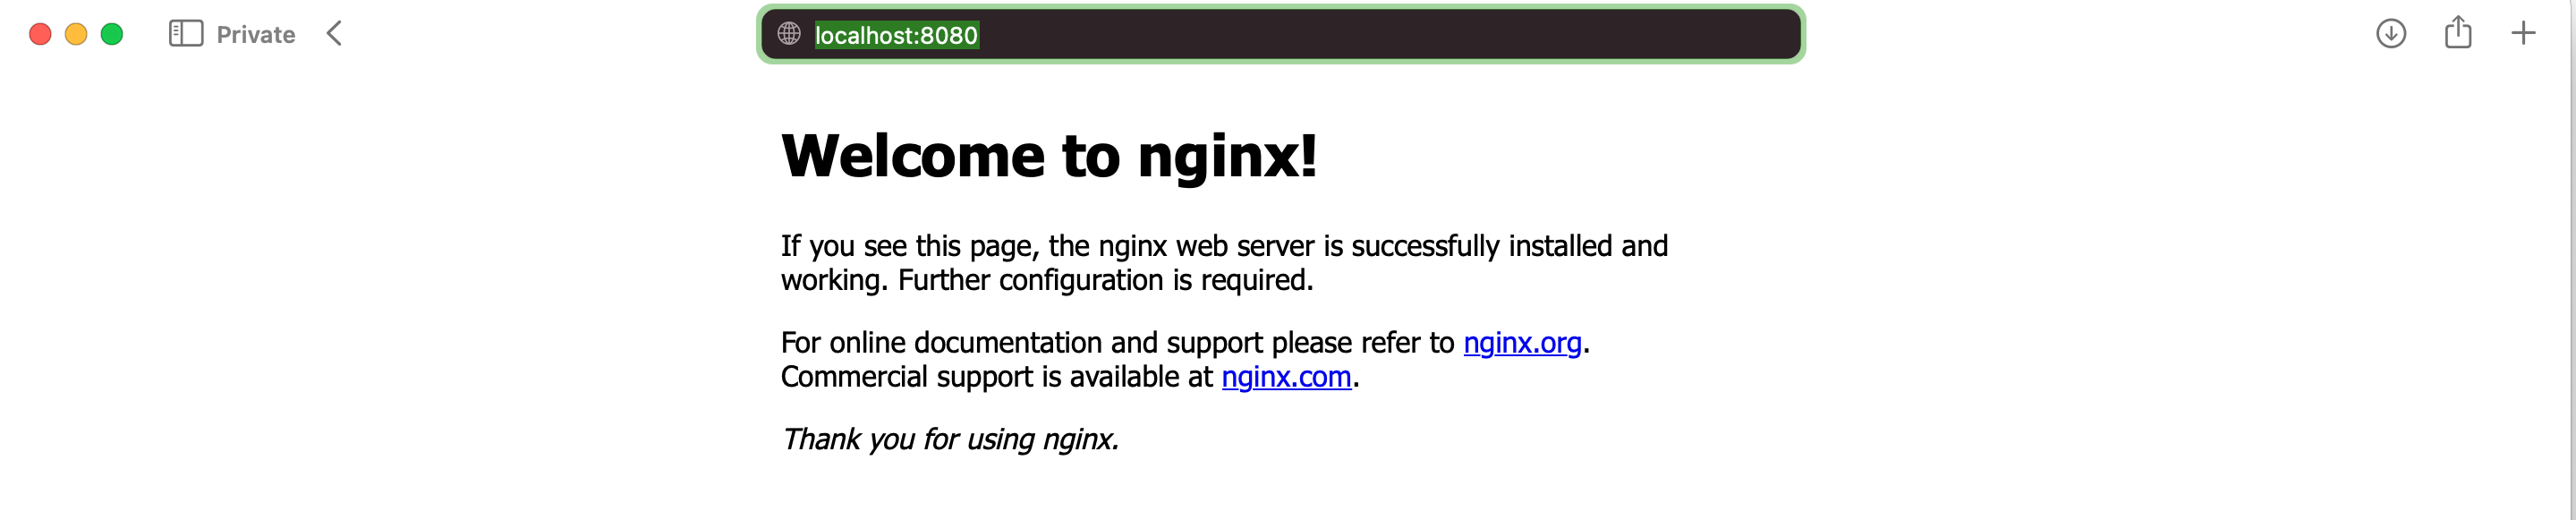 Private
localhost:8080
Welcome to nginx!
If you see this page, the nginx web server is successfully installed and
working. Further configuration is required.
For online documentation and support please refer to nginx.org.
Commercial support is available at nginx.com.
Thank you for using nginx.